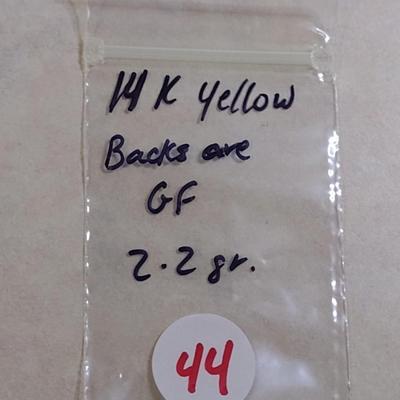 14 K yellow
Backs are
GF
2.2 gr.
44